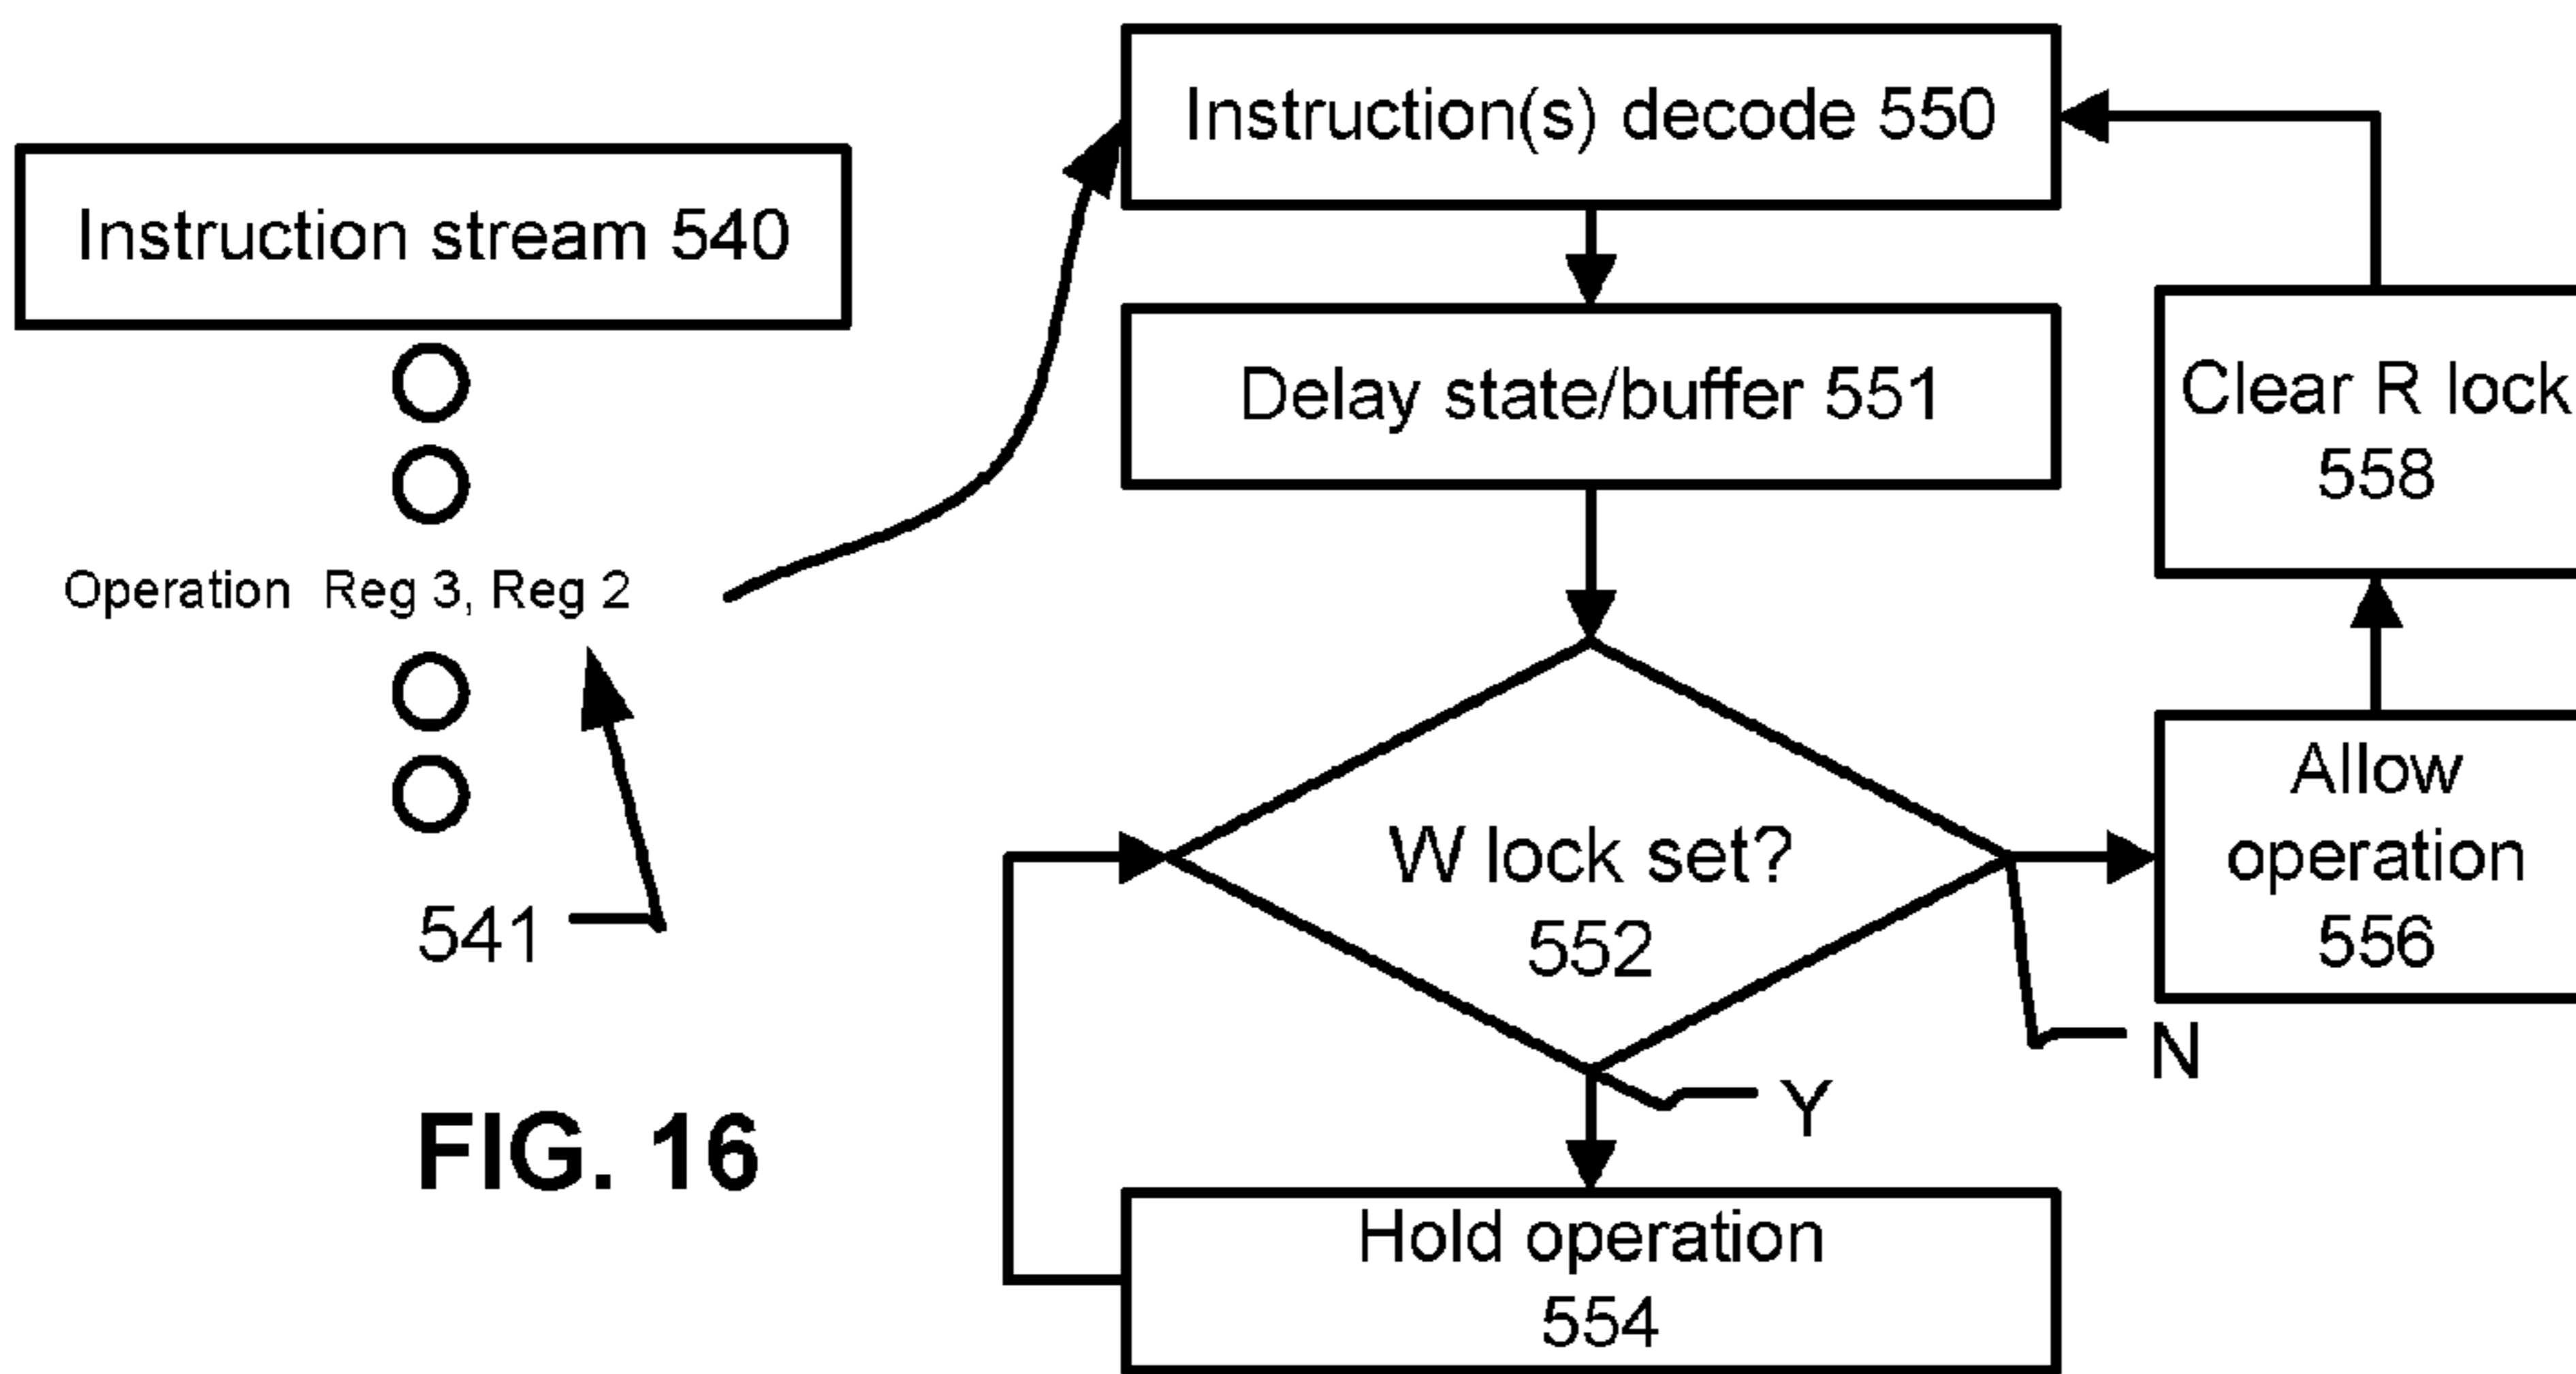 Instruction stream 540
Operation Reg 3, Reg 2
541
FIG. 16
Instruction(s) decode 550
Delay state/buffer 551
W lock set?
552
Y
N
Hold operation
554
Allow
operation
556
Clear R lock
558